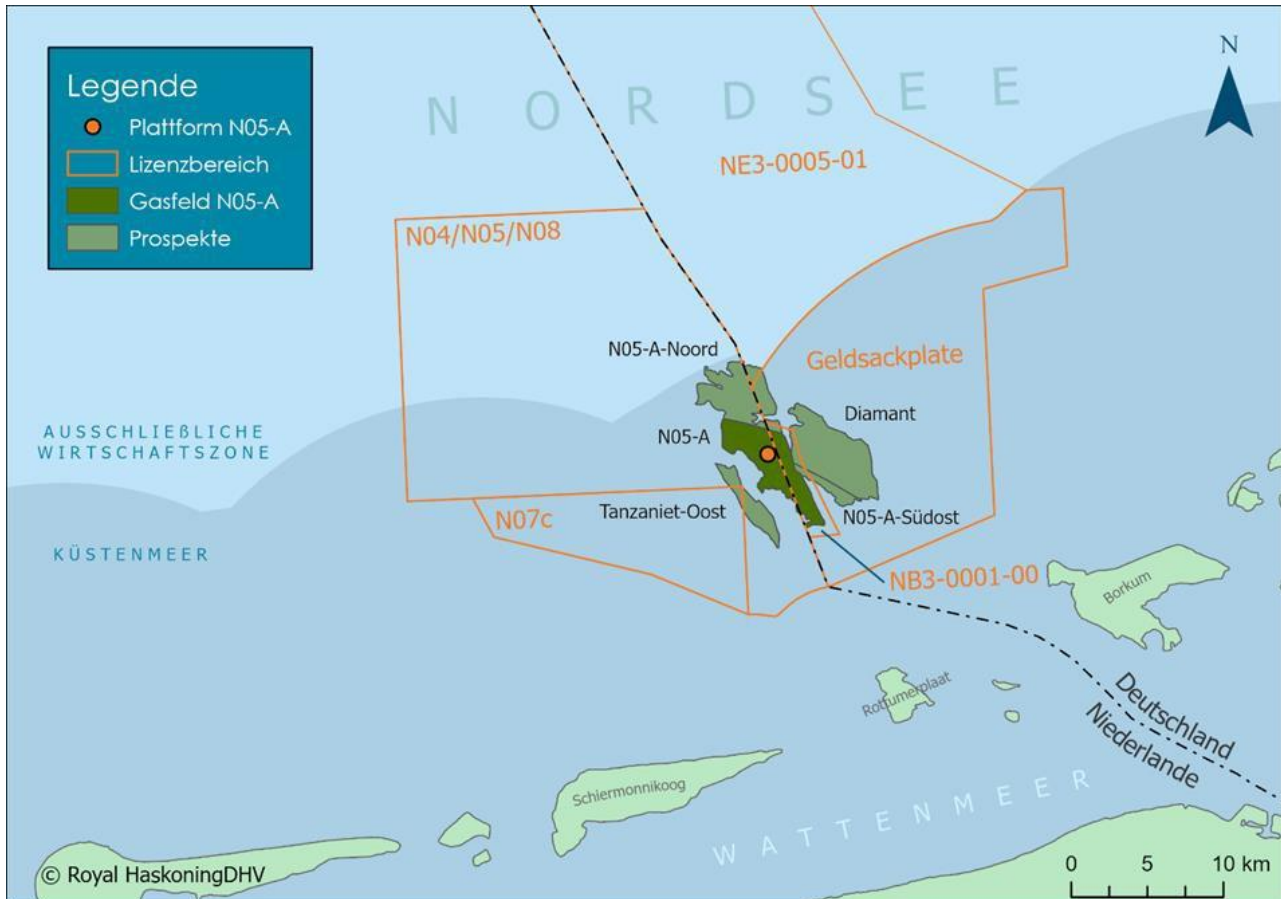 Legende
Plattform N05-A
Lizenzbereich
Gasfeld N05-A
Prospekte
N
NORDSEE
NE3-0005-01
N04/N05/N08
N05-A-Noord
Geldsackplate
Diamant
AUSSCHLIEẞLICHE
WIRTSCHAFTSZONE
N05-A
N07c
Tanzaniet-Oost
N05-A-Südost
KÜSTENMEER
NB3-0001-00
Borkum
Rottumerplaat
Deutschland
Niederlande
Schiermonnikoog
WATTENMEER
© Royal HaskoningDHV
0 5 10 km